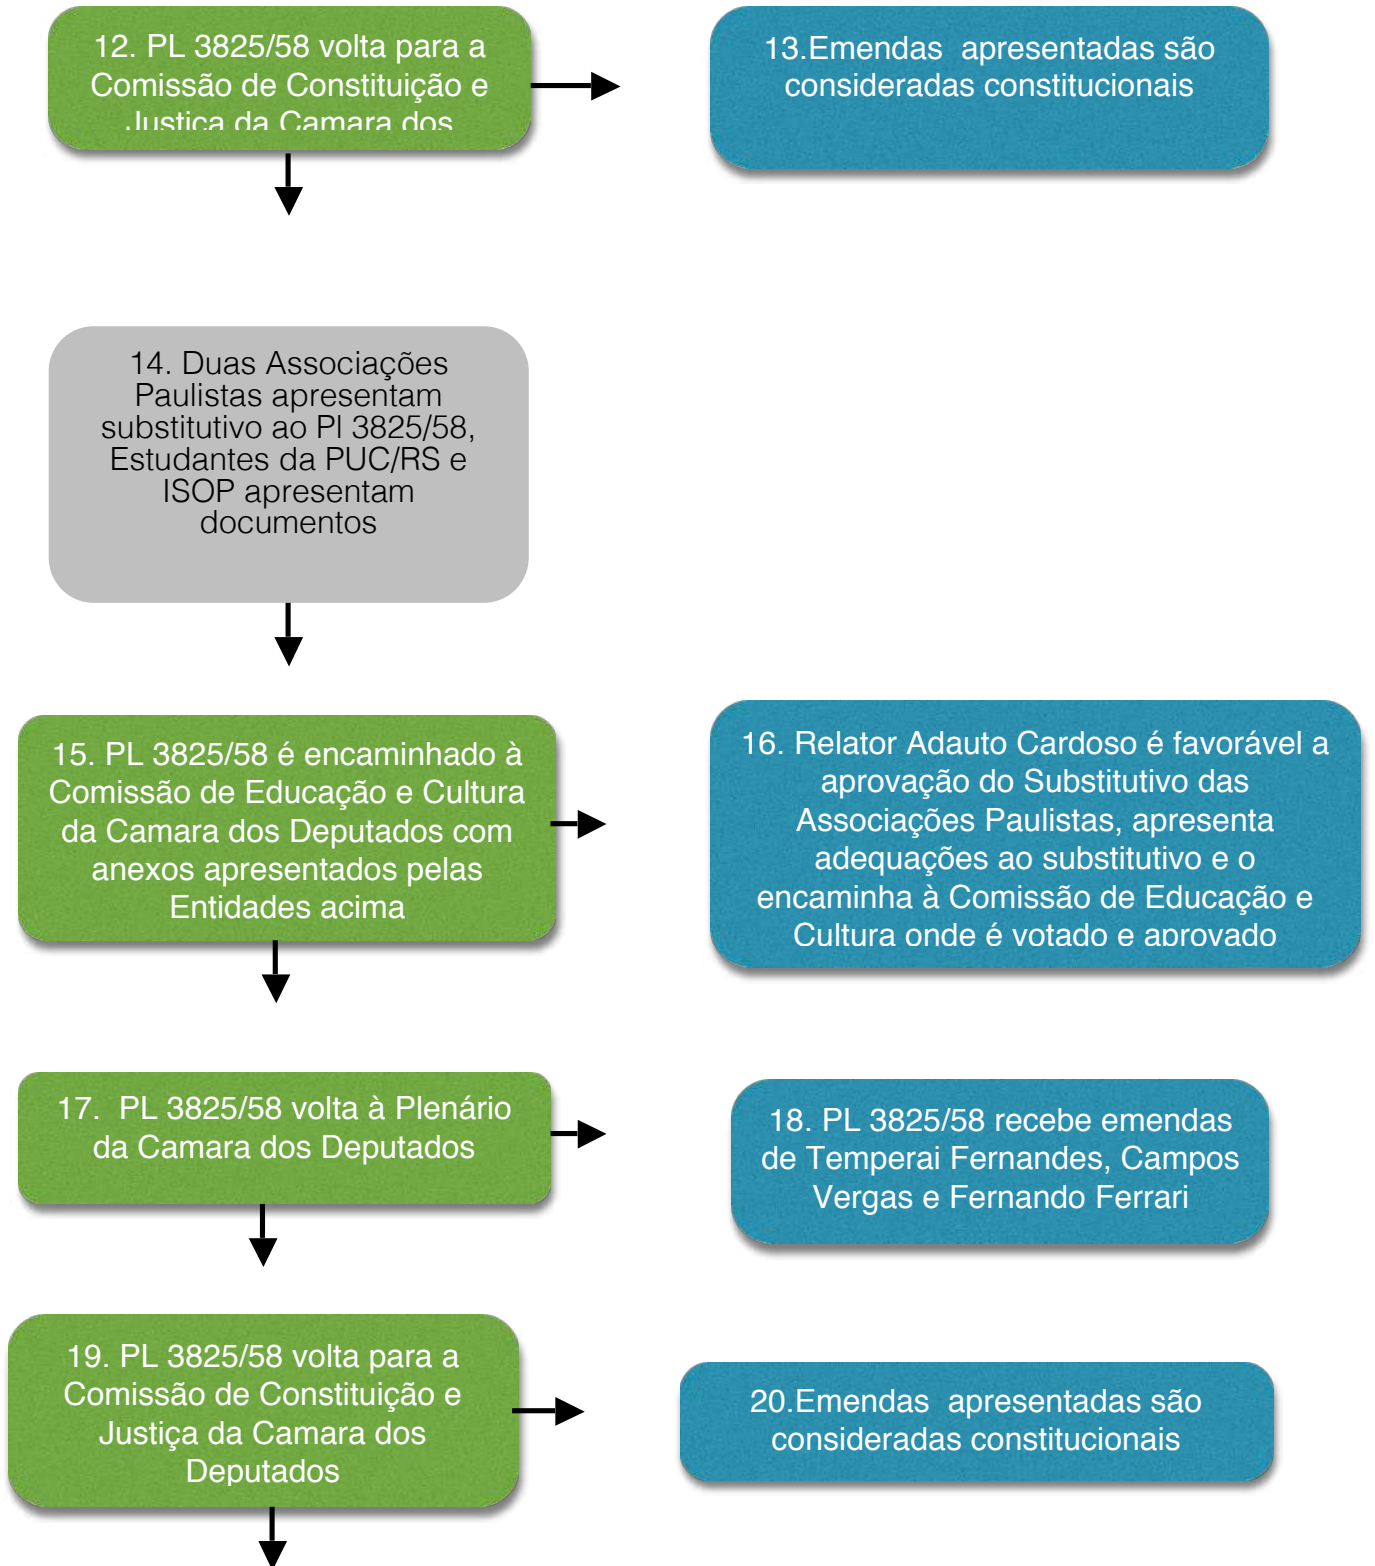 12. PL 3825/58 volta para a
Comissão de Constituição e
Justiça da Camara dos
13.Emendas  apresentadas são
consideradas constitucionais
14. Duas Associações
Paulistas apresentam
substitutivo ao Pl 3825/58,
Estudantes da PUC/RS e
ISOP apresentam
documentos
15. PL 3825/58 é encaminhado à
Comissão de Educação e Cultura
da Camara dos Deputados com
anexos apresentados pelas
Entidades acima
16. Relator Adauto Cardoso é favorável a
aprovação do Substitutivo das
Associações Paulistas, apresenta
adequações ao substitutivo e o
encaminha à Comissão de Educação e
Cultura onde é votado e aprovado
17.  PL 3825/58 volta à Plenário
da Camara dos Deputados
18. PL 3825/58 recebe emendas
de Temperai Fernandes, Campos
Vergas e Fernando Ferrari
19. PL 3825/58 volta para a
Comissão de Constituição e
Justiça da Camara dos
Deputados
20.Emendas  apresentadas são
consideradas constitucionais